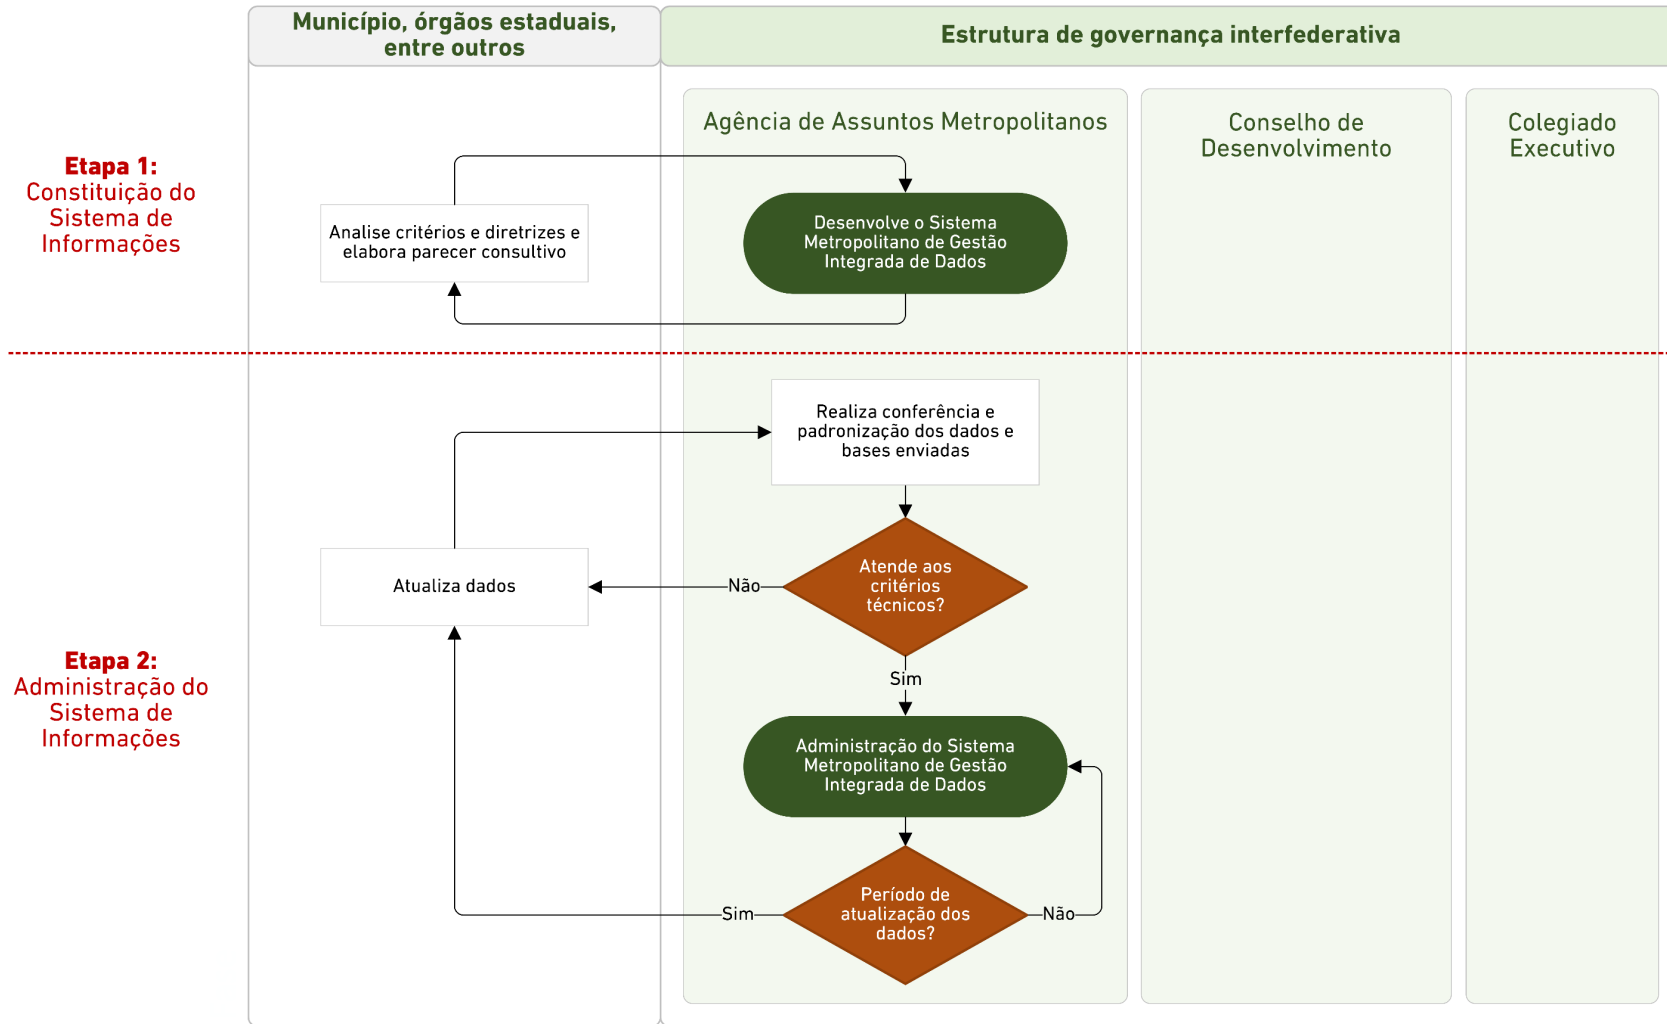 Município, órgãos estaduais,
entre outros
Estrutura de governança interfederativa
Agência de Assuntos Metropolitanos
Conselho de
Desenvolvimento
Colegiado
Executivo
Etapa 1:
Constituição do
Sistema de
Informações
Analise critérios e diretrizes e
elabora parecer consultivo
Desenvolve o Sistema
Metropolitano de Gestão
Integrada de Dados
Realiza conferência e
padronização dos dados e
bases enviadas
Atualiza dados
Não
Atende aos
critérios
técnicos?
Sim
Etapa 2:
Administração do
Sistema de
Informações
Administração do Sistema
Metropolitano de Gestão
Integrada de Dados
Sim
Período de
atualização dos
dados?
Não